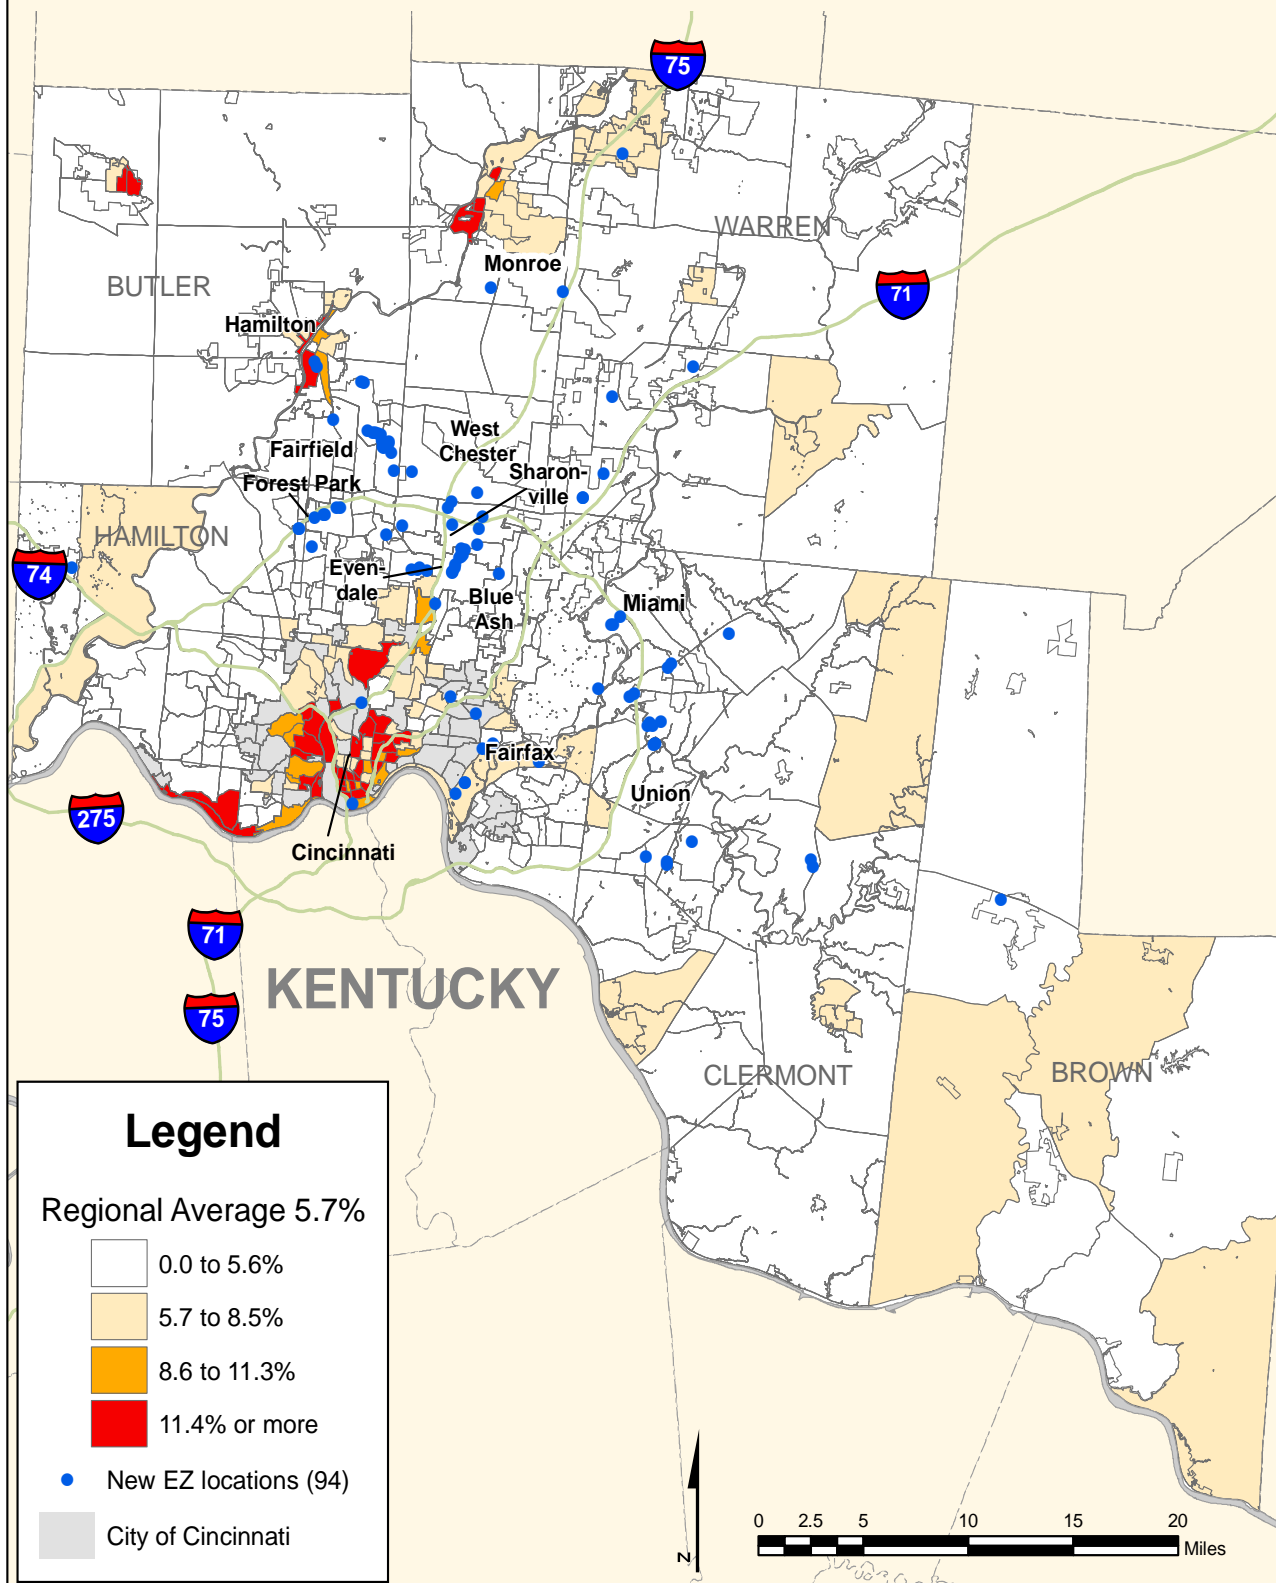 75
WARREN
Monroe
BUTLER
71
Hamilton
West
Chester
Fairfield
Sharon-
ville
Forest Park
HAMILTON
74
Even-
dale
Blue
Ash
Miami
Fairfax
Union
275
Cincinnati
71
KENTUCKY
75
CLERMONT
BROWN
Legend
Regional Average 5.7%
0.0 to 5.6%
5.7 to 8.5%
8.6 to 11.3%
11.4% or more
New EZ locations (94)
City of Cincinnati
N
0 2.5 5 10 15 20
Miles